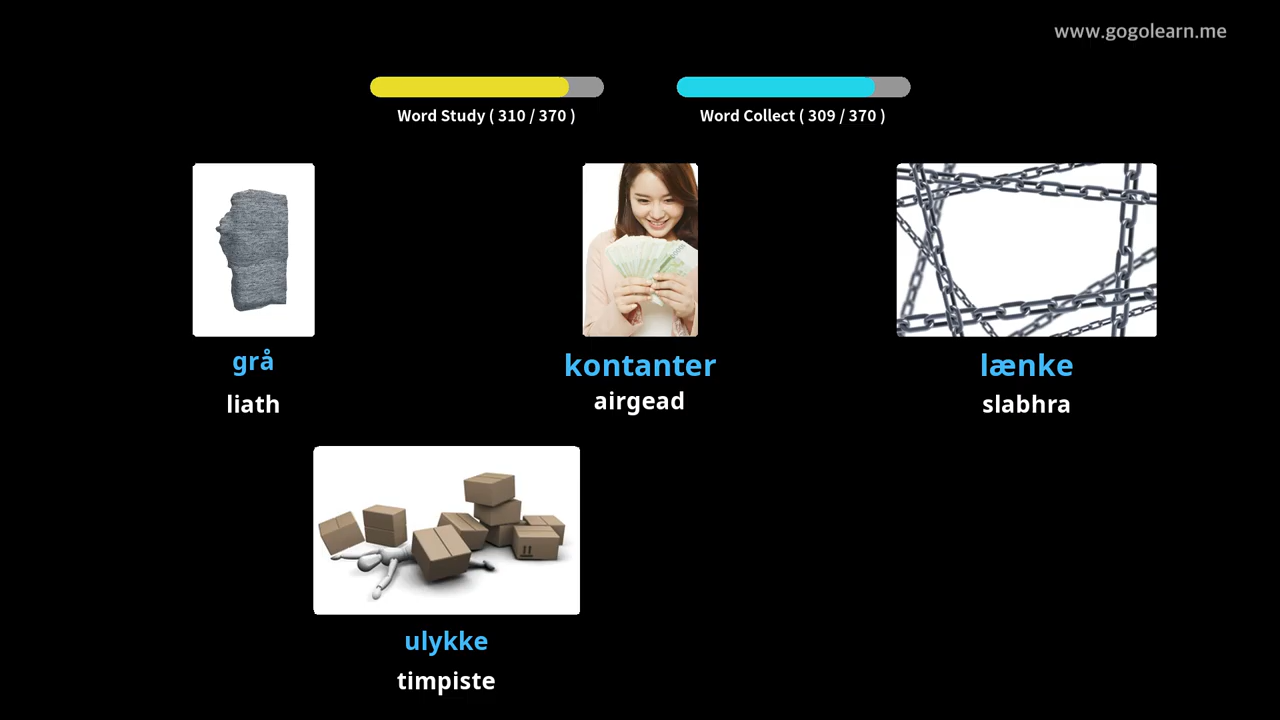 www.gogolearn.me
Word Study ( 310 / 370 )
Word Collect ( 309 / 370 )
grå
liath
kontanter
airgead
lænke
slabhra
ulykke
timpiste